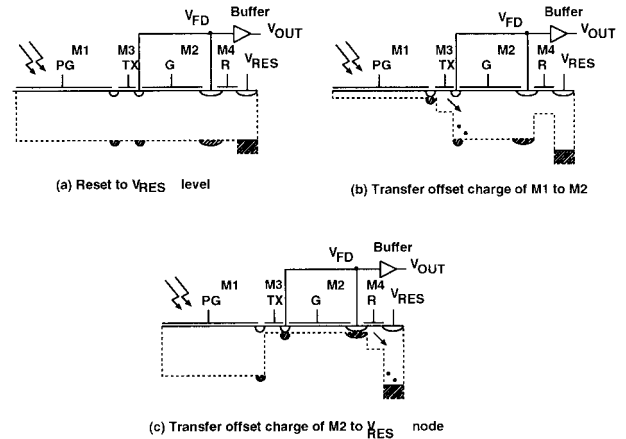 Buffer
VFD
VOUT
M1 M3 M2 M4
PG TX G R VRES
(a) Reset to VRES level
Buffer
VFD
VOUT
M1 M3 M2 M4
PG TX G R VRES
(b) Transfer offset charge of M1 to M2
Buffer
VFD
VOUT
M1 M3 M2 M4
PG TX G R VRES
(c) Transfer offset charge of M2 to VRES node